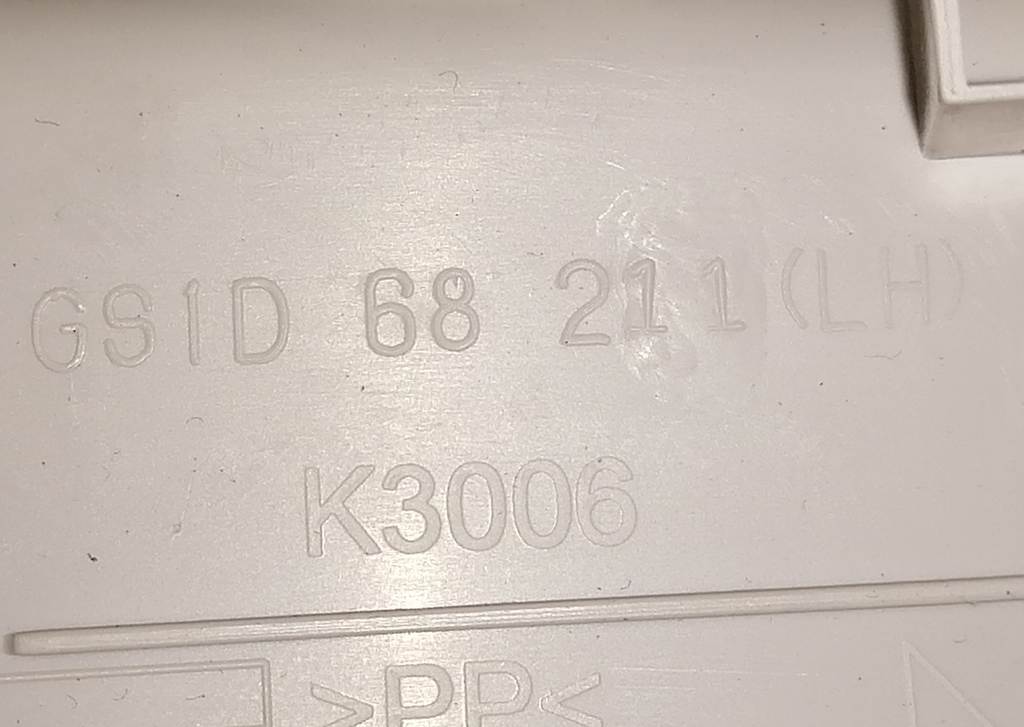 GS1D 68 211 (LH)
K3006
>PP<